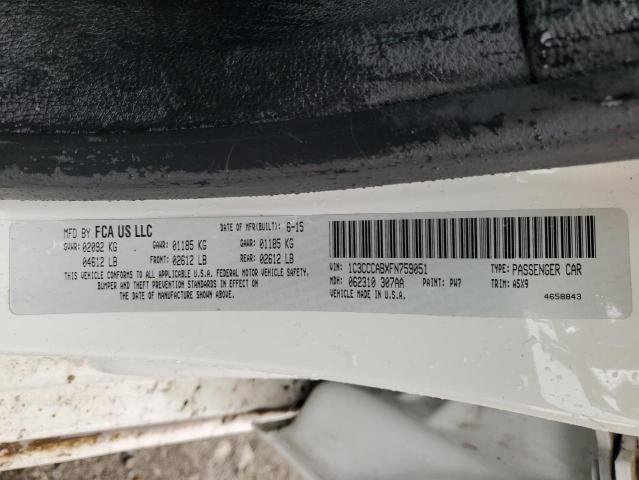 MFD BY FCA US LLC DATE OF MFR(BUILT): 6-15
GVWR: 02092 KG GAWR: 01185 KG GAWR: 01185 KG
04612 LB FRONT: 02612 LB REAR: 02612 LB
THIS VEHICLE CONFORMS TO ALL APPLICABLE U.S.A. FEDERAL MOTOR VEHICLE SAFETY,
BUMPER AND THEFT PREVENTION STANDARDS IN EFFECT ON
THE DATE OF MANUFACTURE SHOWN ABOVE.
VIN: 1C3CCCABXFN759051 TYPE: PASSENGER CAR
MDH: 062310 307AA PAINT: PW7 TRIM: A5X9
VEHICLE MADE IN U.S.A. 4658843